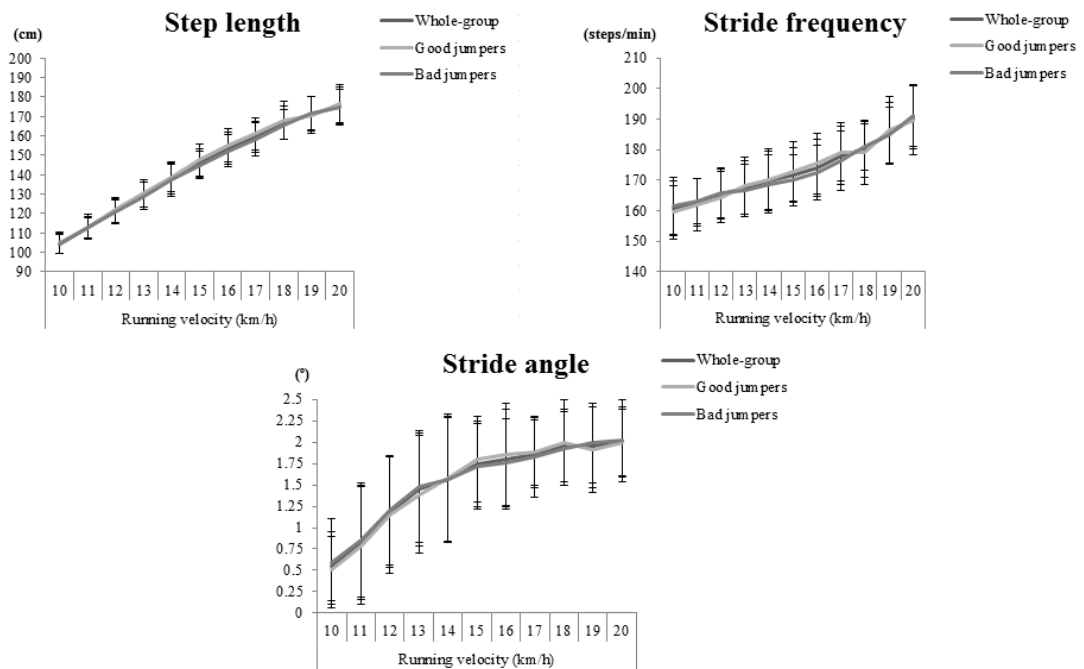 Step length
(cm)
Whole-group
Good jumpers
Bad jumpers
200
190
180
170
160
150
140
130
120
110
100
90
10 11 12 13 14 15 16 17 18 19 20
Running velocity (km/h)
Stride frequency
(steps/min)
Whole-group
Good jumpers
Bad jumpers
210
200
190
180
170
160
150
140
10 11 12 13 14 15 16 17 18 19 20
Running velocity (km/h)
Stride angle
(º)
Whole-group
Good jumpers
Bad jumpers
2.5
2.25
2
1.75
1.5
1.25
1
0.75
0.5
0.25
0
10 11 12 13 14 15 16 17 18 19 20
Running velocity (km/h)